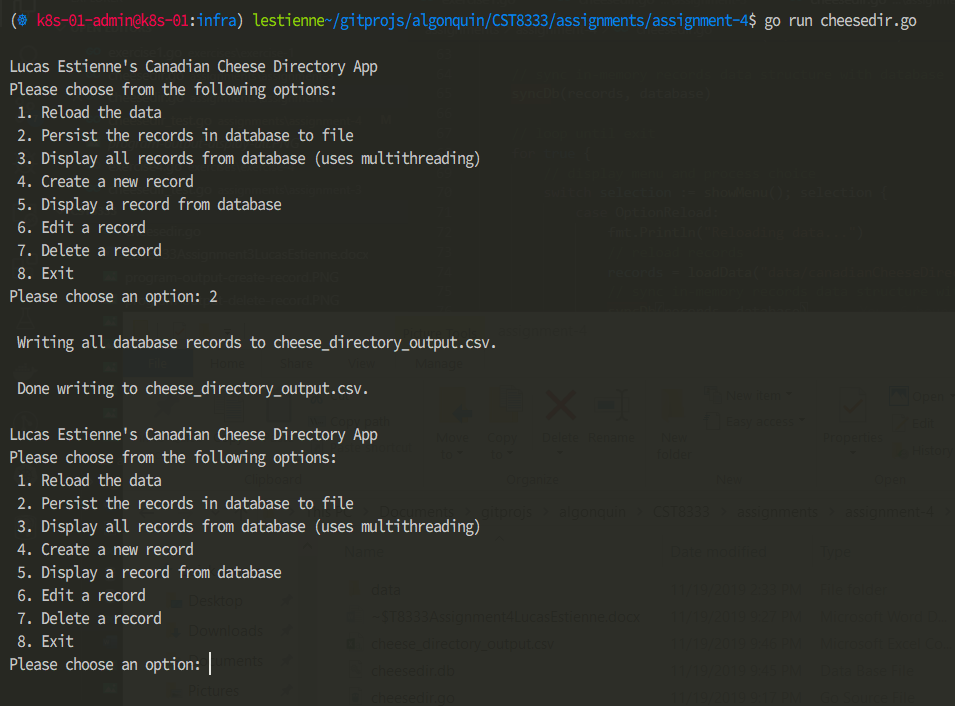 (☸ k8s-01-admin@k8s-01:infra) lestienne~/gitprojs/algonquin/CST8333/assignments/assignment-4$ go run cheesedir.go
Lucas Estienne's Canadian Cheese Directory App
Please choose from the following options:
1. Reload the data
2. Persist the records in database to file
3. Display all records from database (uses multithreading)
4. Create a new record
5. Display a record from database
6. Edit a record
7. Delete a record
8. Exit
Please choose an option: 2
Writing all database records to cheese_directory_output.csv.
Done writing to cheese_directory_output.csv.
Lucas Estienne's Canadian Cheese Directory App
Please choose from the following options:
1. Reload the data
2. Persist the records in database to file
3. Display all records from database (uses multithreading)
4. Create a new record
5. Display a record from database
6. Edit a record
7. Delete a record
8. Exit
Please choose an option: